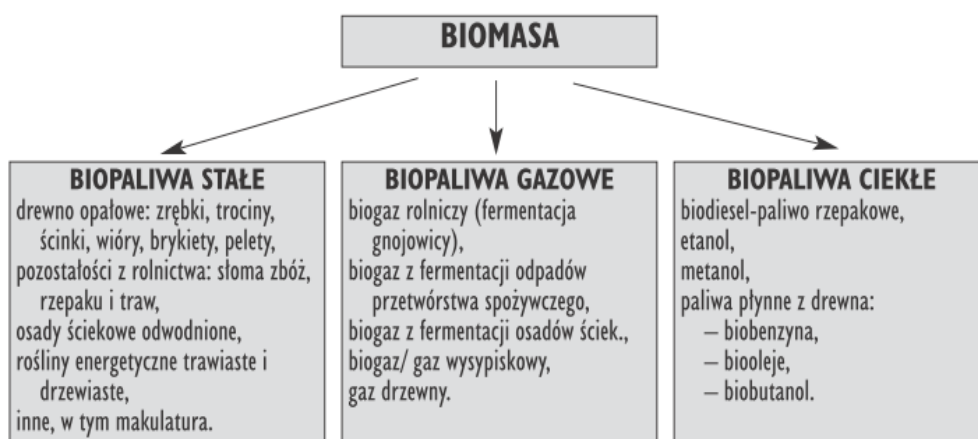 BIOMASA
BIOPALIWA STAŁE
drewno opałowe: zrębki, trociny,
ścinki, wióry, brykiety, pelety,
pozostałości z rolnictwa: słoma zbóż,
rzepaku i traw,
osady ściekowe odwodnione,
rośliny energetyczne trawiaste i
drzewiaste,
inne, w tym makulatura.
BIOPALIWA GAZOWE
biogaz rolniczy (fermentacja
gnojowicy),
biogaz z fermentacji odpadów
przetwórstwa spożywczego,
biogaz z fermentacji osadów ściek.,
biogaz/ gaz wysypiskowy,
gaz drzewny.
BIOPALIWA CIEKŁE
biodiesel-paliwo rzepakowe,
etanol,
metanol,
paliwa płynne z drewna:
– biobenzyna,
– biooleje,
– biobutanol.